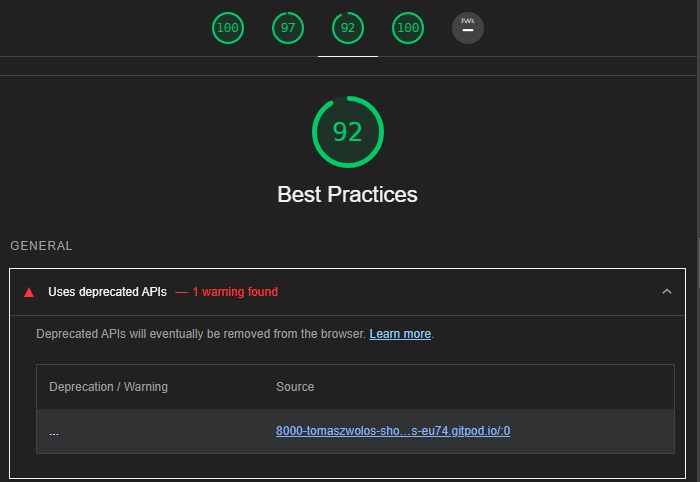 100 97 92 100 PWA
92
Best Practices
GENERAL
Uses deprecated APIs — 1 warning found
Deprecated APIs will eventually be removed from the browser. Learn more.
Deprecation / Warning Source
... 8000-tomaszwolos-sho...s-eu74.gitpod.io/:0